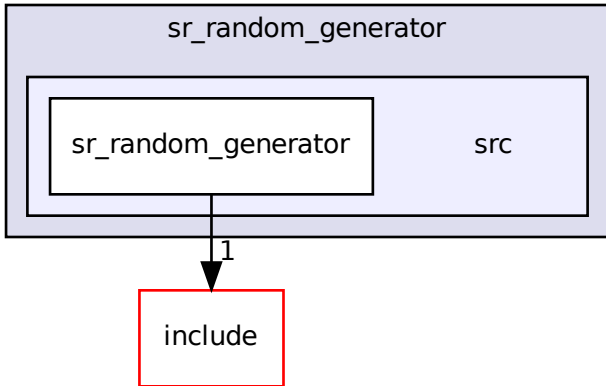 sr_random_generator
sr_random_generator
src
1
include